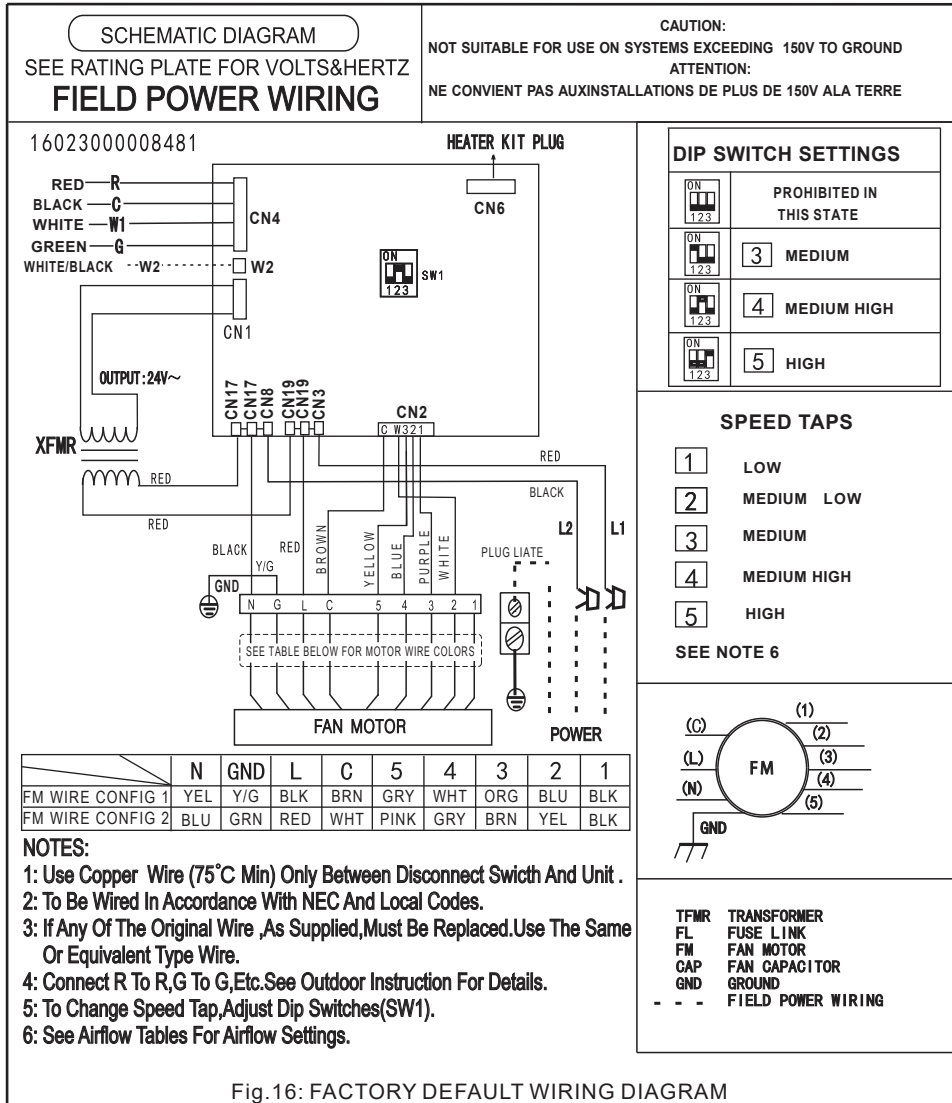 SCHEMATIC DIAGRAM
SEE RATING PLATE FOR VOLTS&HERTZ
FIELD POWER WIRING
CAUTION:
NOT SUITABLE FOR USE ON SYSTEMS EXCEEDING 150V TO GROUND
ATTENTION:
NE CONVIENT PAS AUXINSTALLATIONS DE PLUS DE 150V ALA TERRE
16023000008481
HEATER KIT PLUG
RED R
BLACK C
WHITE W1
GREEN G
WHITE/BLACK W2
CN4
W2
CN1
CN6
ON
123
SW1
OUTPUT:24V~
XFMR
RED
RED
CN17
CN17
CN8
CN19
CN19
CN3
CN2
C W321
RED
BLACK
L2
L1
BLACK
Y/G
RED
BROWN
YELLOW
BLUE
PURPLE
WHITE
PLUG LIATE
GND
N G L C 5 4 3 2 1
SEE TABLE BELOW FOR MOTOR WIRE COLORS
FAN MOTOR
POWER
N GND L C 5 4 3 2 1
FM WIRE CONFIG 1 YEL Y/G BLK BRN GRY WHT ORG BLU BLK
FM WIRE CONFIG 2 BLU GRN RED WHT PINK GRY BRN YEL BLK
NOTES:
1: Use Copper Wire (75°C Min) Only Between Disconnect Swicth And Unit .
2: To Be Wired In Accordance With NEC And Local Codes.
3: If Any Of The Original Wire ,As Supplied,Must Be Replaced.Use The Same
Or Equivalent Type Wire.
4: Connect R To R,G To G,Etc.See Outdoor Instruction For Details.
5: To Change Speed Tap,Adjust Dip Switches(SW1).
6: See Airflow Tables For Airflow Settings.
DIP SWITCH SETTINGS
ON
123
PROHIBITED IN
THIS STATE
ON
123
3 MEDIUM
ON
123
4 MEDIUM HIGH
ON
123
5 HIGH
SPEED TAPS
1 LOW
2 MEDIUM LOW
3 MEDIUM
4 MEDIUM HIGH
5 HIGH
SEE NOTE 6
(C)
(L)
(N)
GND
FM
(1)
(2)
(3)
(4)
(5)
TFMR TRANSFORMER
FL FUSE LINK
FM FAN MOTOR
CAP FAN CAPACITOR
GND GROUND
- - - FIELD POWER WIRING
Fig.16: FACTORY DEFAULT WIRING DIAGRAM